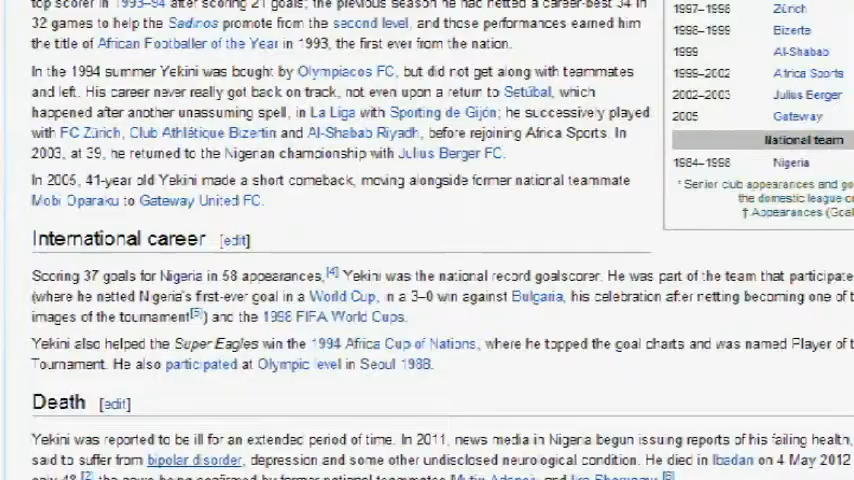 top scorer in 1993–94 after scoring 21 goals; the previous season he had netted a career-best 34 in
32 games to help the Sadinos promote from the second level, and those performances earned him
the title of African Footballer of the Year in 1993, the first ever from the nation.
In the 1994 summer Yekini was bought by Olympiacos FC, but did not get along with teammates
and left. His career never really got back on track, not even upon a return to Setúbal, which
happened after another unassuming spell, in La Liga with Sporting de Gijón; he successively played
with FC Zürich, Club Athlétique Bizertin and Al-Shabab Riyadh, before rejoining Africa Sports. In
2003, at 39, he returned to the Nigerian championship with Julius Berger FC.
In 2005, 41-year old Yekini made a short comeback, moving alongside former national teammate
Mobi Oparaku to Gateway United FC.
1997–1998 Zürich
1998–1998 Bizerte
1999 Al-Shabab
1999–2002 Africa Sports
2002–2003 Julius Berger
2005 Gateway
National team
1984–1998 Nigeria
* Senior club appearances and go
the domestic league o
† Appearances (Goal
International career [edit]
Scoring 37 goals for Nigeria in 58 appearances,[4] Yekini was the national record goalscorer. He was part of the team that participate
(where he netted Nigeria's first-ever goal in a World Cup, in a 3–0 win against Bulgaria, his celebration after netting becoming one of t
images of the tournament[5]) and the 1998 FIFA World Cups.
Yekini also helped the Super Eagles win the 1994 Africa Cup of Nations, where he topped the goal charts and was named Player of t
Tournament. He also participated at Olympic level in Seoul 1988.
Death [edit]
Yekini was reported to be ill for an extended period of time. In 2011, news media in Nigeria begun issuing reports of his failing health,
said to suffer from bipolar disorder, depression and some other undisclosed neurological condition. He died in Ibadan on 4 May 2012
only 48,[2] the news being confirmed by former national teammates